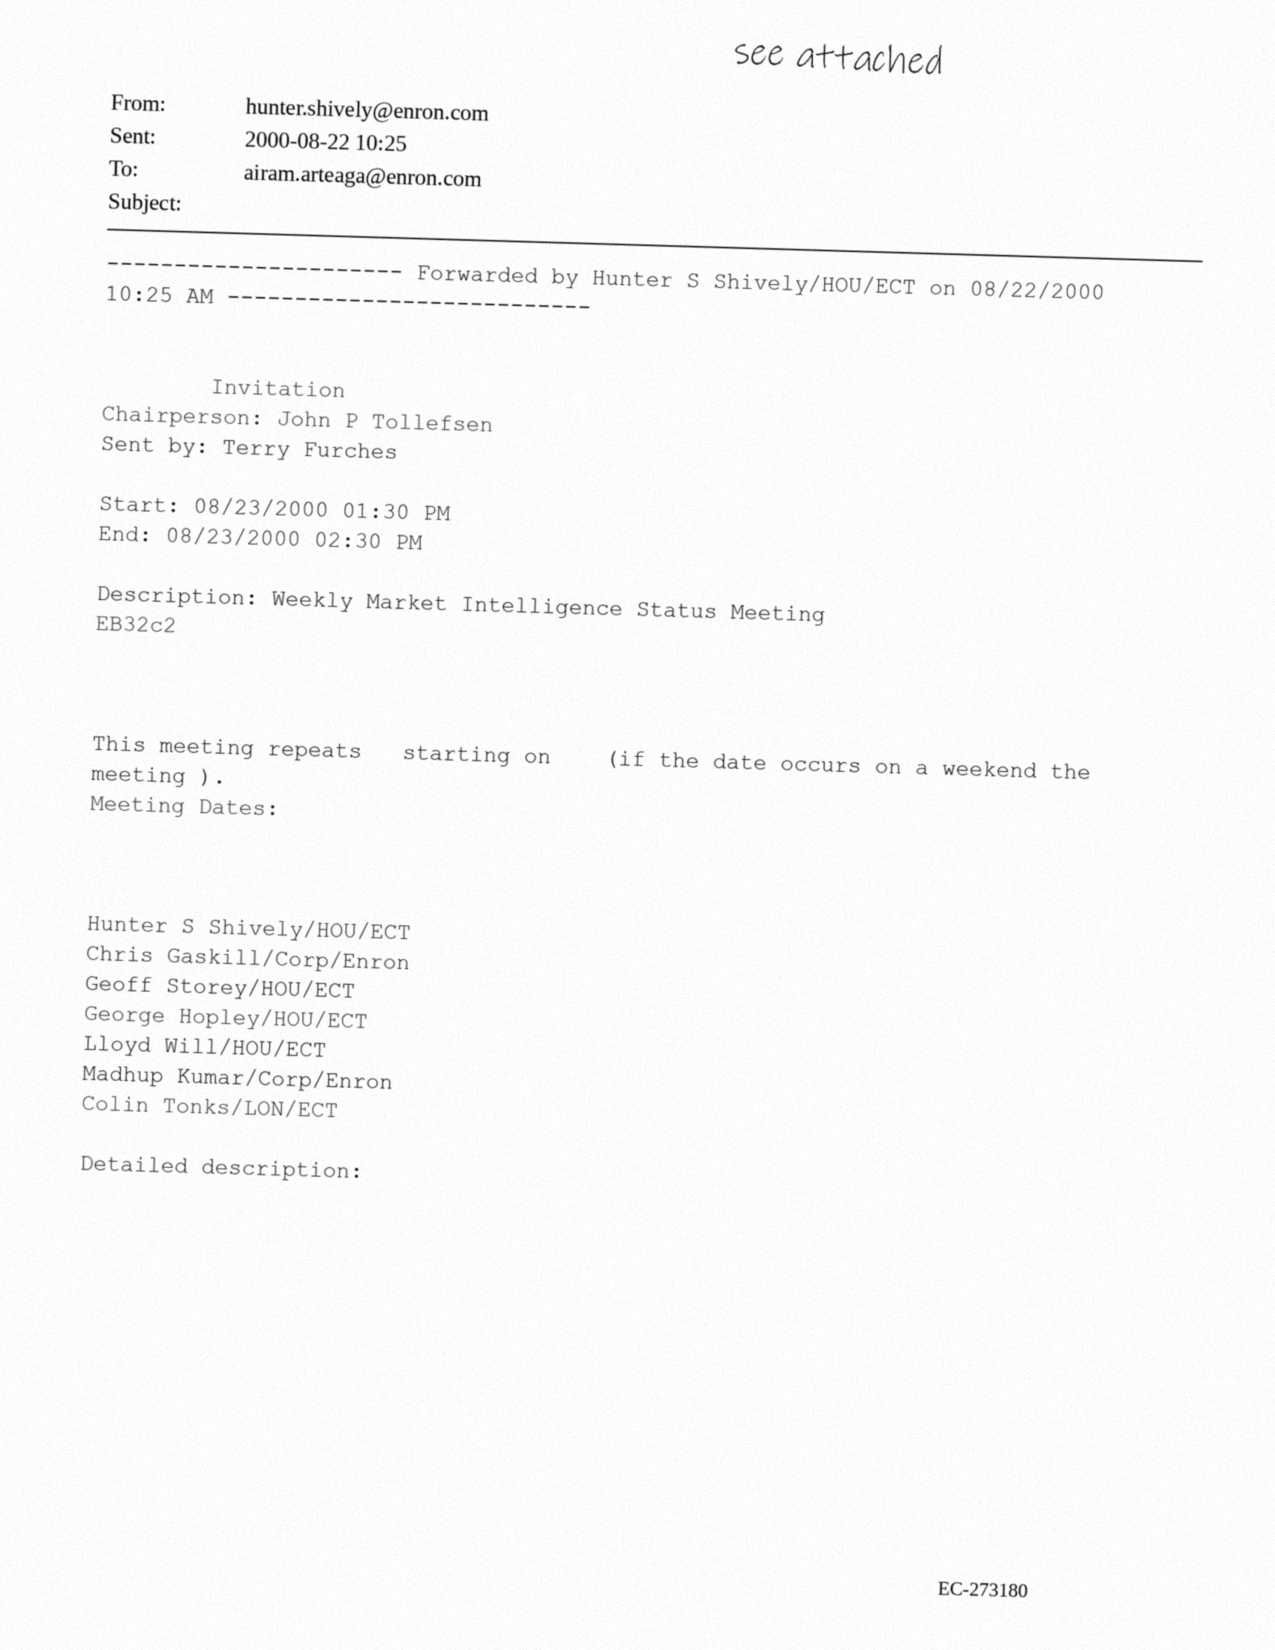 see attached
From: hunter.shively@enron.com
Sent: 2000-08-22 10:25
To: airam.arteaga@enron.com
Subject:
---------------------- Forwarded by Hunter S Shively/HOU/ECT on 08/22/2000
10:25 AM ---------------------------
Invitation
Chairperson: John P Tollefsen
Sent by: Terry Furches
Start: 08/23/2000 01:30 PM
End: 08/23/2000 02:30 PM
Description: Weekly Market Intelligence Status Meeting
EB32c2
This meeting repeats   starting on    (if the date occurs on a weekend the
meeting ).
Meeting Dates:
Hunter S Shively/HOU/ECT
Chris Gaskill/Corp/Enron
Geoff Storey/HOU/ECT
George Hopley/HOU/ECT
Lloyd Will/HOU/ECT
Madhup Kumar/Corp/Enron
Colin Tonks/LON/ECT
Detailed description:
EC-273180